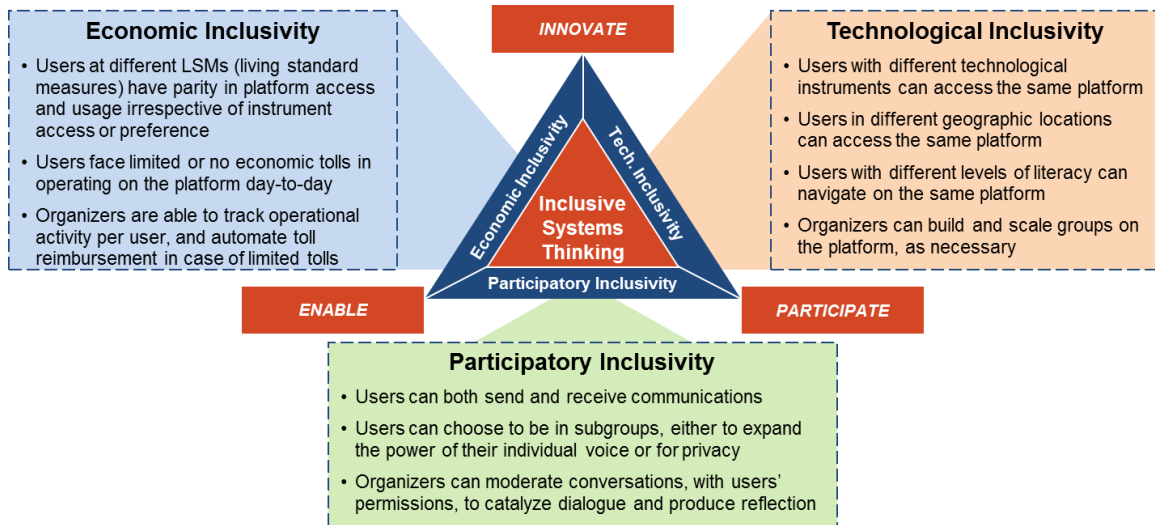 Economic Inclusivity
• Users at different LSMs (living standard
measures) have parity in platform access
and usage irrespective of instrument
access or preference
• Users face limited or no economic tolls in
operating on the platform day-to-day
• Organizers are able to track operational
activity per user, and automate toll
reimbursement in case of limited tolls
INNOVATE
Technological Inclusivity
• Users with different technological
instruments can access the same platform
• Users in different geographic locations
can access the same platform
• Users with different levels of literacy can
navigate on the same platform
• Organizers can build and scale groups on
the platform, as necessary
Economic Inclusivity
Tech. Inclusivity
Inclusive
Systems
Thinking
Participatory Inclusivity
ENABLE
PARTICIPATE
Participatory Inclusivity
• Users can both send and receive communications
• Users can choose to be in subgroups, either to expand
the power of their individual voice or for privacy
• Organizers can moderate conversations, with users’
permissions, to catalyze dialogue and produce reflection